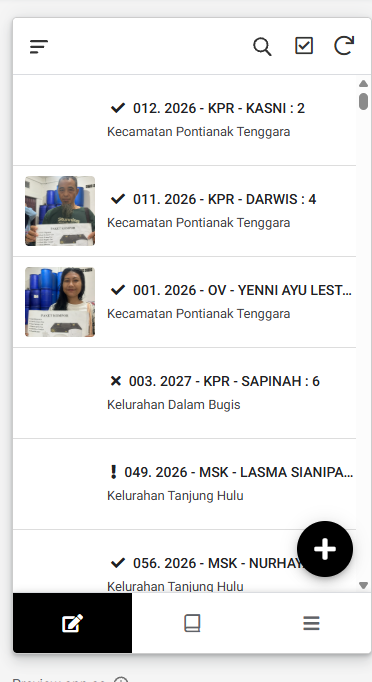 012. 2026 - KPR - KASNI : 2
Kecamatan Pontianak Tenggara
011. 2026 - KPR - DARWIS : 4
Kecamatan Pontianak Tenggara
001. 2026 - OV - YENNI AYU LEST...
Kecamatan Pontianak Tenggara
003. 2027 - KPR - SAPINAH : 6
Kelurahan Dalam Bugis
049. 2026 - MSK - LASMA SIANIPA...
Kelurahan Tanjung Hulu
056. 2026 - MSK - NURHAY
Kelurahan Tanjung Hulu